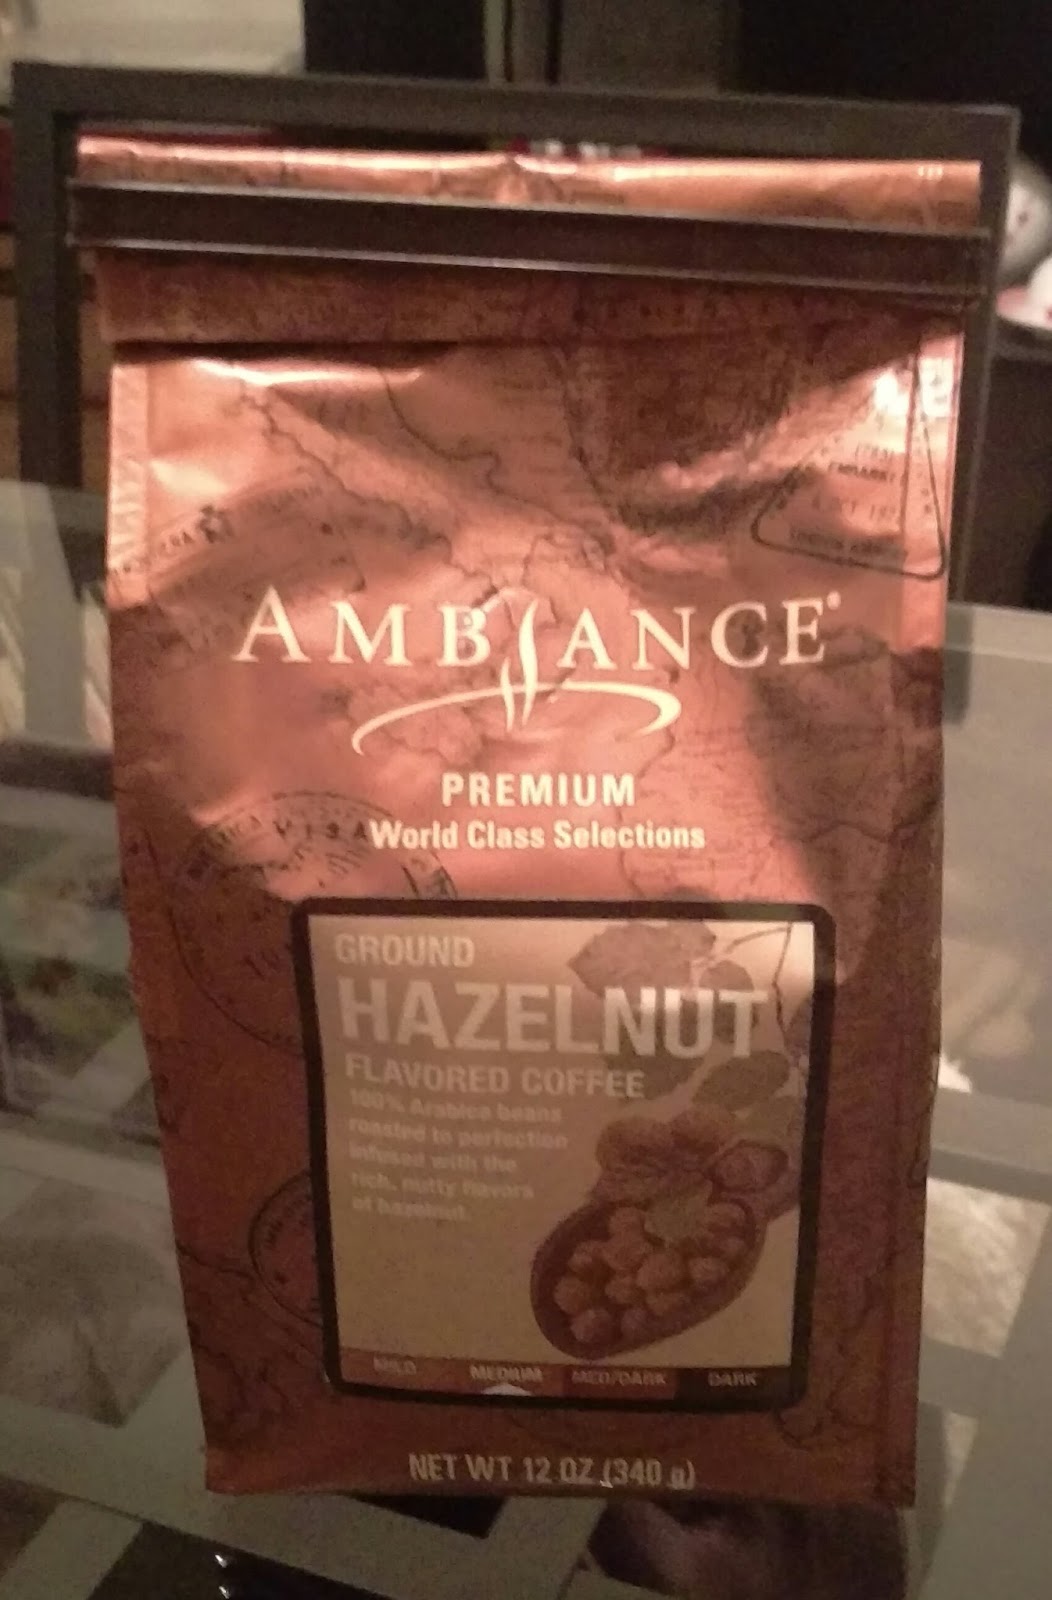 AMBIANCE®
PREMIUM
World Class Selections
VISA
GROUND
HAZELNUT
FLAVORED COFFEE
100% Arabica beans
roasted to perfection
infused with the
rich, nutty flavors
of hazelnut.
MILD MEDIUM MED/DARK DARK
NET WT 12 OZ (340 g)